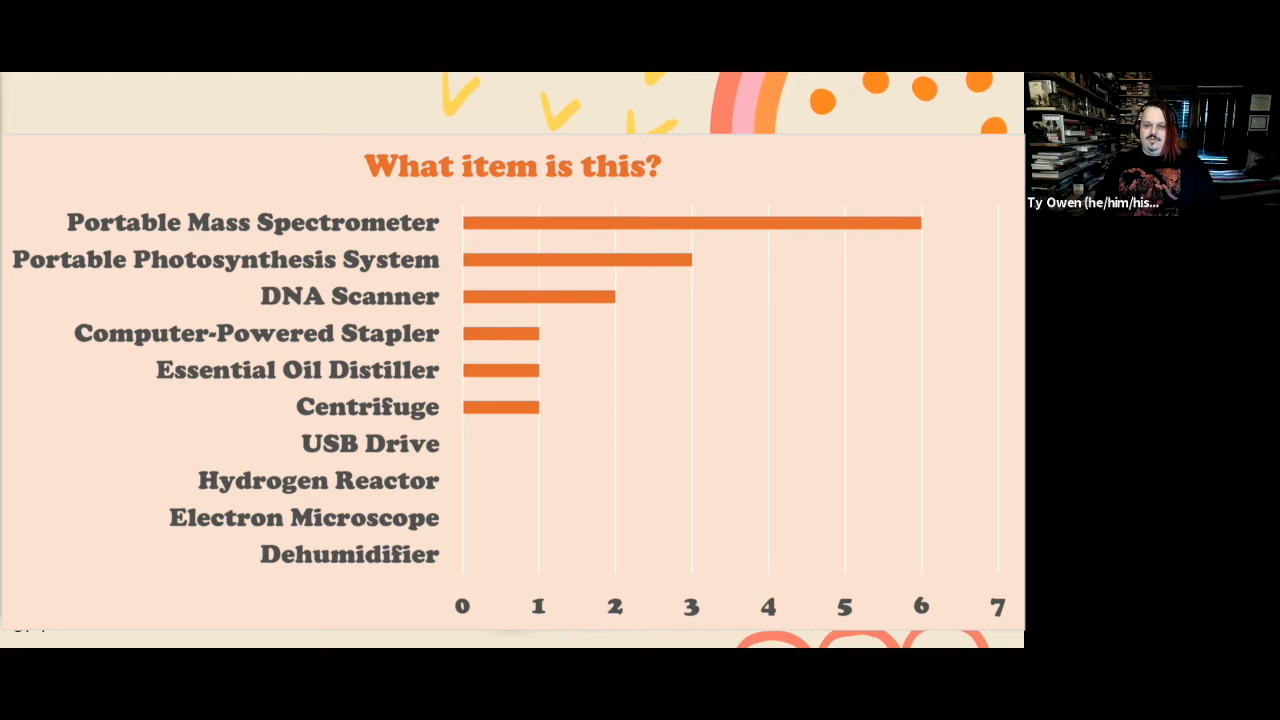 What item is this?
Portable Mass Spectrometer
Portable Photosynthesis System
DNA Scanner
Computer-Powered Stapler
Essential Oil Distiller
Centrifuge
USB Drive
Hydrogen Reactor
Electron Microscope
Dehumidifier
0 1 2 3 4 5 6 7
Ty Owen (he/him/his...